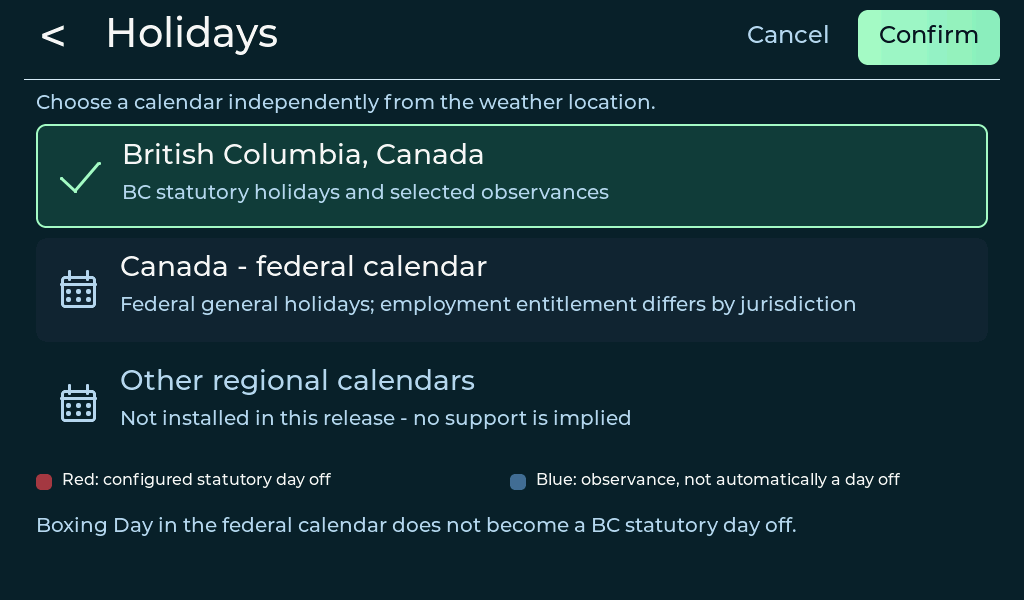 < Holidays
Cancel
Confirm
Choose a calendar independently from the weather location.
British Columbia, Canada
BC statutory holidays and selected observances
Canada - federal calendar
Federal general holidays; employment entitlement differs by jurisdiction
Other regional calendars
Not installed in this release - no support is implied
Red: configured statutory day off
Blue: observance, not automatically a day off
Boxing Day in the federal calendar does not become a BC statutory day off.